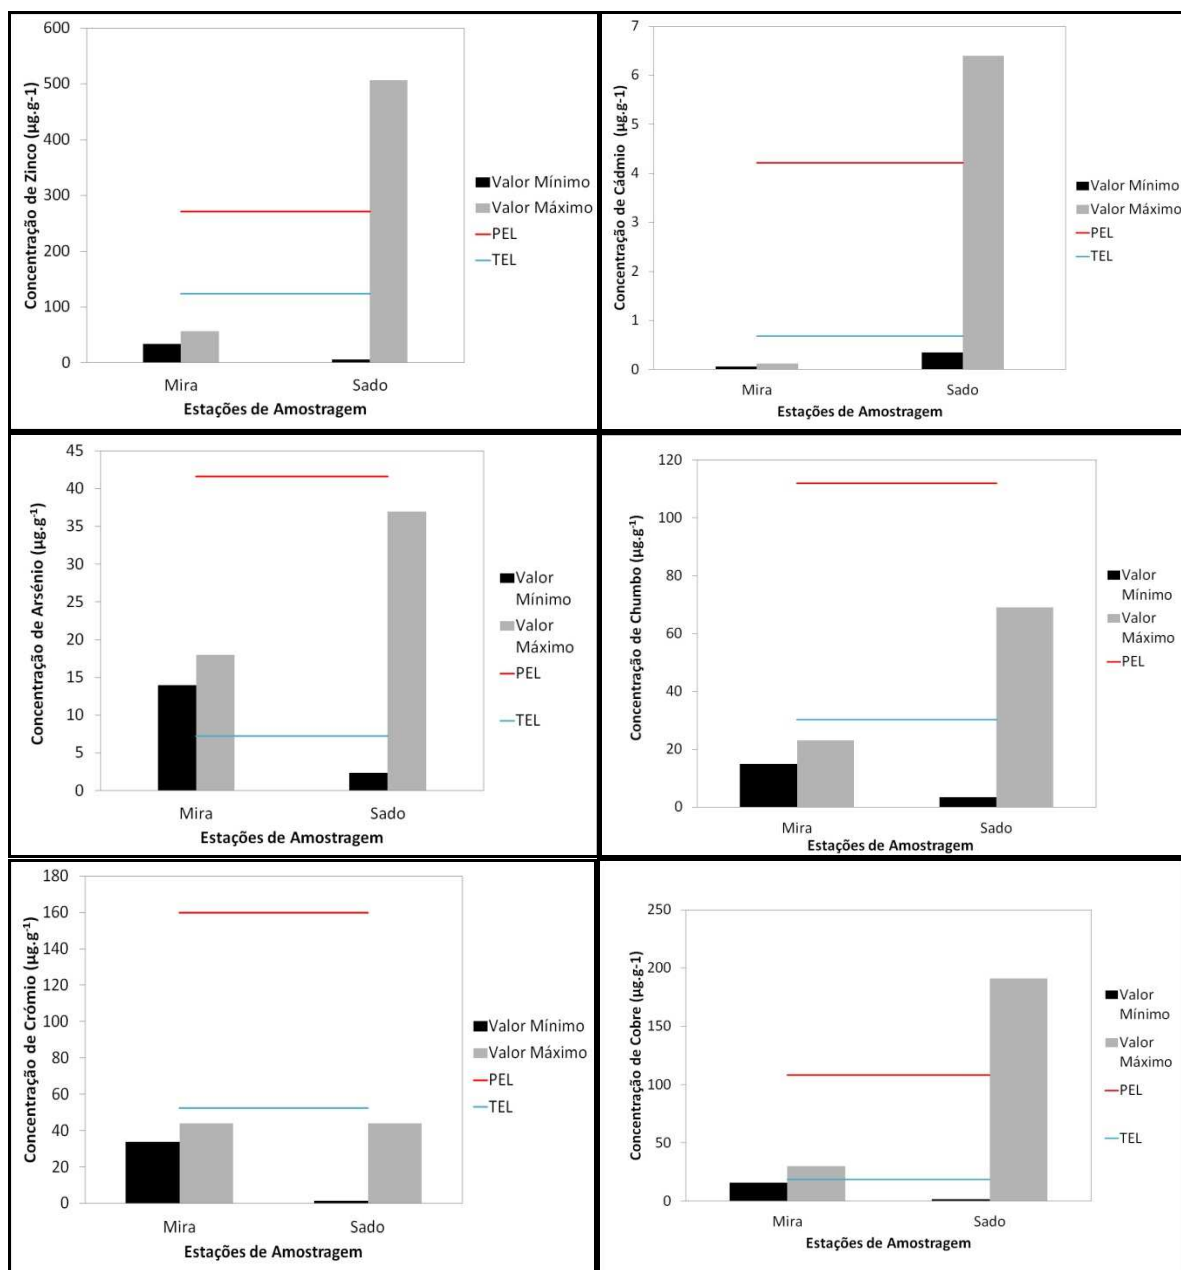 600
500
400
300
200
100
0
Concentração de Zinco (µg.g-1)
Mira
Sado
Estações de Amostragem
Valor Mínimo
Valor Máximo
PEL
TEL
7
6
5
4
3
2
1
0
Concentração de Cádmio (µg.g-1)
Mira
Sado
Estações de Amostragem
Valor Mínimo
Valor Máximo
PEL
TEL
45
40
35
30
25
20
15
10
5
0
Concentração de Arsénio (µg.g⁻¹)
Mira
Sado
Estações de Amostragem
Valor
Mínimo
Valor
Máximo
PEL
TEL
120
100
80
60
40
20
0
Concentração de Chumbo (µg.g⁻¹)
Mira
Sado
Estações de Amostragem
Valor
Mínimo
Valor
Máximo
PEL
180
160
140
120
100
80
60
40
20
0
Concentração de Crómio (µg.g⁻¹)
Mira
Sado
Estações de Amostragem
Valor Mínimo
Valor Máximo
PEL
TEL
250
200
150
100
50
0
Concentração de Cobre (µg.g-1)
Mira
Sado
Estações de Amostragem
Valor
Mínimo
Valor
Máximo
PEL
TEL